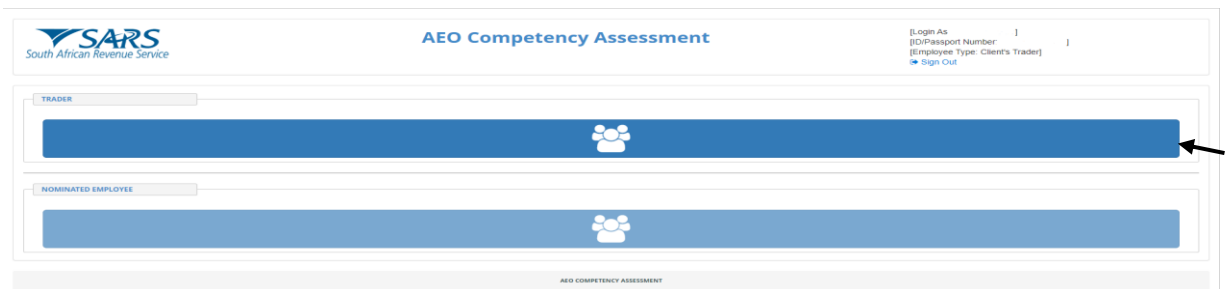 SARS
South African Revenue Service
AEO Competency Assessment
[Login As ]
[ID/Passport Number: ]
[Employee Type: Client's Trader]
Sign Out
TRADER
NOMINATED EMPLOYEE
AEO COMPETENCY ASSESSMENT